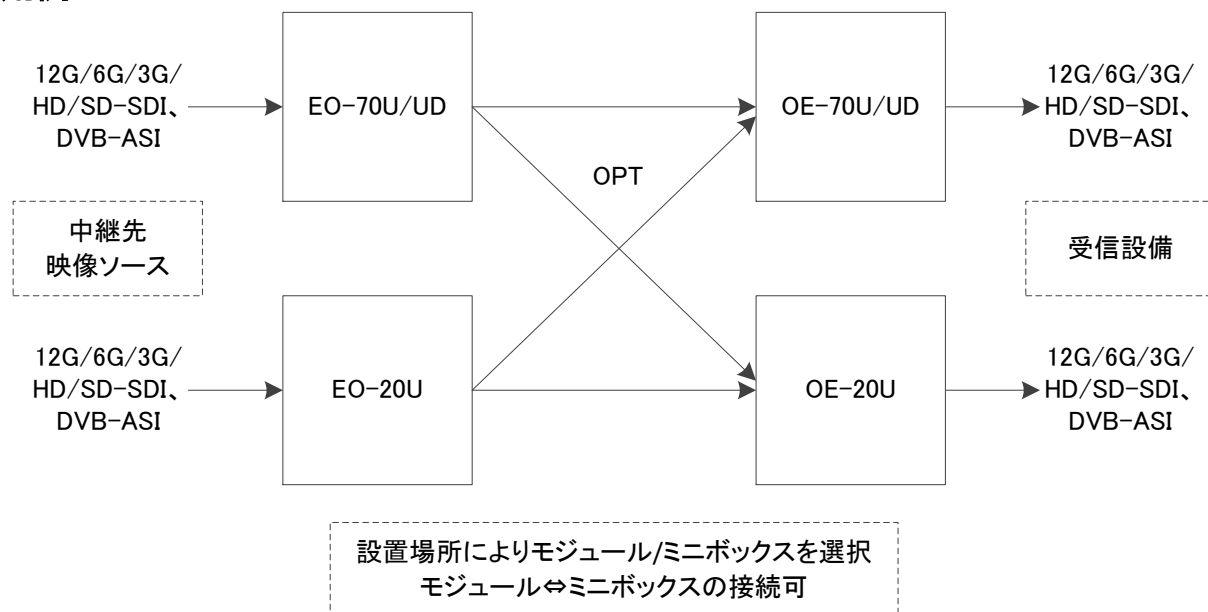 12G/6G/3G/
HD/SD-SDI、
DVB-ASI
EO-70U/UD
OE-70U/UD
12G/6G/3G/
HD/SD-SDI、
DVB-ASI
OPT
中継先
映像ソース
受信設備
12G/6G/3G/
HD/SD-SDI、
DVB-ASI
EO-20U
OE-20U
12G/6G/3G/
HD/SD-SDI、
DVB-ASI
設置場所によりモジュール/ミニボックスを選択
モジュール⇔ミニボックスの接続可